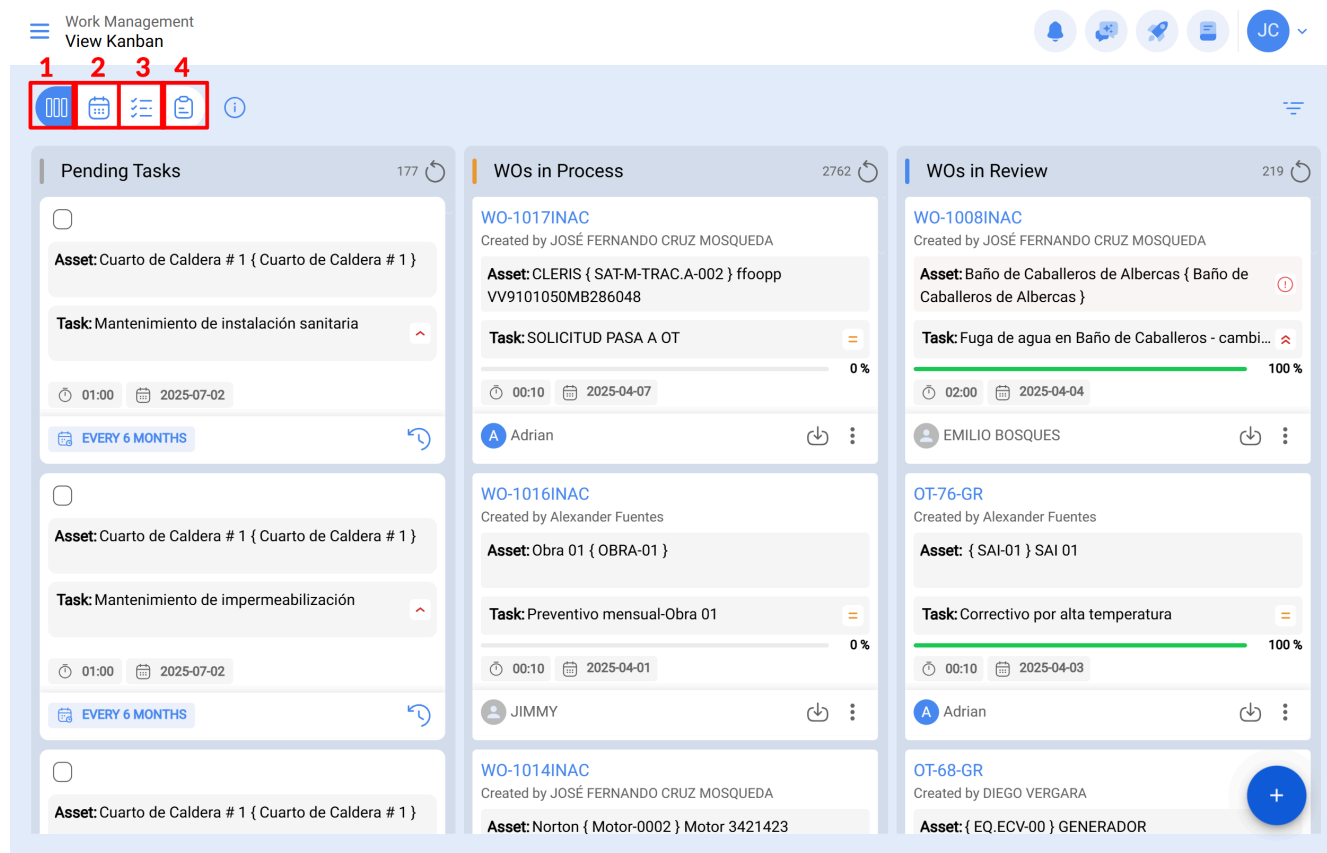 Work Management
View Kanban
JC
1 2 3 4
Pending Tasks 177
Asset: Cuarto de Caldera # 1 { Cuarto de Caldera # 1 }
Task: Mantenimiento de instalación sanitaria
01:00 2025-07-02
EVERY 6 MONTHS
Asset: Cuarto de Caldera # 1 { Cuarto de Caldera # 1 }
Task: Mantenimiento de impermeabilización
01:00 2025-07-02
EVERY 6 MONTHS
Asset: Cuarto de Caldera # 1 { Cuarto de Caldera # 1 }
WOs in Process 2762
WO-1017INAC
Created by JOSÉ FERNANDO CRUZ MOSQUEDA
Asset: CLERIS { SAT-M-TRAC.A-002 } ffoopp
VV9101050MB286048
Task: SOLICITUD PASA A OT
0 %
00:10 2025-04-07
A Adrian
WO-1016INAC
Created by Alexander Fuentes
Asset: Obra 01 { OBRA-01 }
Task: Preventivo mensual-Obra 01
0 %
00:10 2025-04-01
JIMMY
WO-1014INAC
Created by JOSÉ FERNANDO CRUZ MOSQUEDA
Asset: Norton { Motor-0002 } Motor 3421423
WOs in Review 219
WO-1008INAC
Created by JOSÉ FERNANDO CRUZ MOSQUEDA
Asset: Baño de Caballeros de Albercas { Baño de
Caballeros de Albercas }
Task: Fuga de agua en Baño de Caballeros - cambi...
100 %
02:00 2025-04-04
EMILIO BOSQUES
OT-76-GR
Created by Alexander Fuentes
Asset: { SAI-01 } SAI 01
Task: Correctivo por alta temperatura
100 %
00:10 2025-04-03
A Adrian
OT-68-GR
Created by DIEGO VERGARA
Asset: { EQ.ECV-00 } GENERADOR